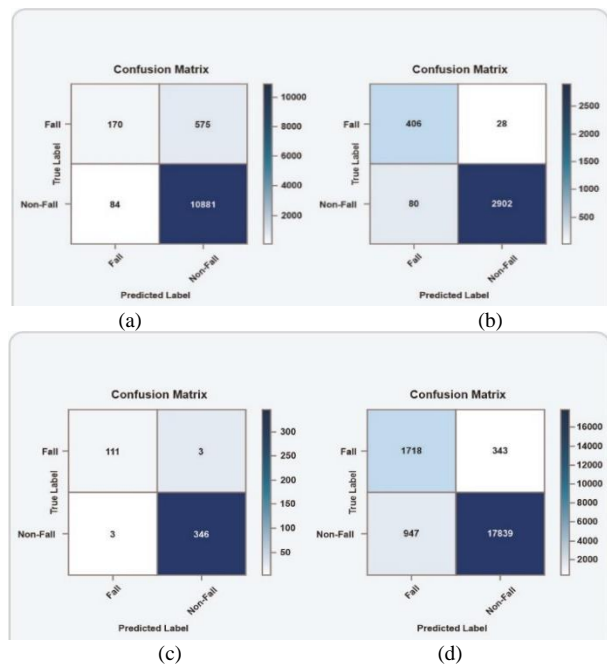 Confusion Matrix
Confusion Matrix
Fall 170 575
Fall 406 28
Non-Fall 84 10881
Non-Fall 80 2902
True Label
True Label
10000
8000
6000
4000
2000
2500
2000
1500
1000
500
Fall Non-Fall
Fall Non-Fall
Predicted Label
Predicted Label
(a) (b)
Confusion Matrix
Confusion Matrix
Fall 111 3
Fall 1718 343
Non-Fall 3 346
Non-Fall 947 17839
True Label
True Label
300
250
200
150
100
50
16000
14000
12000
10000
8000
6000
4000
2000
Fall Non-Fall
Fall Non-Fall
Predicted Label
Predicted Label
(c) (d)